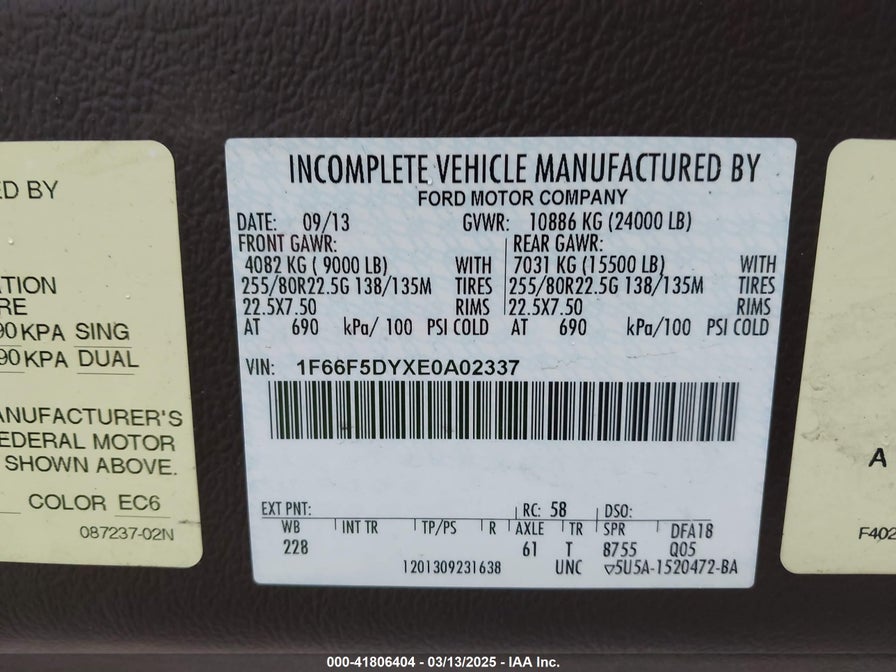 ED BY
TION
RE
90 KPA SING
90 KPA DUAL
ANUFACTURER'S
EDERAL MOTOR
SHOWN ABOVE.
COLOR EC6
087237-02N
INCOMPLETE VEHICLE MANUFACTURED BY
FORD MOTOR COMPANY
DATE: 09/13 GVWR: 10886 KG (24000 LB)
FRONT GAWR: REAR GAWR:
4082 KG ( 9000 LB) WITH 7031 KG (15500 LB) WITH
255/80R22.5G 138/135M TIRES 255/80R22.5G 138/135M TIRES
22.5X7.50 RIMS 22.5X7.50 RIMS
AT 690 kPa/ 100 PSI COLD AT 690 kPa/100 PSI COLD
VIN: 1F66F5DYXE0A02337
EXT PNT: RC: 58 DSO:
WB INT TR TP/PS R AXLE TR SPR DFA18
228 61 T 8755 Q05
1201309231638 UNC ▽5U5A-1520472-BA
A
F402
000-41806404 - 03/13/2025 - IAA Inc.